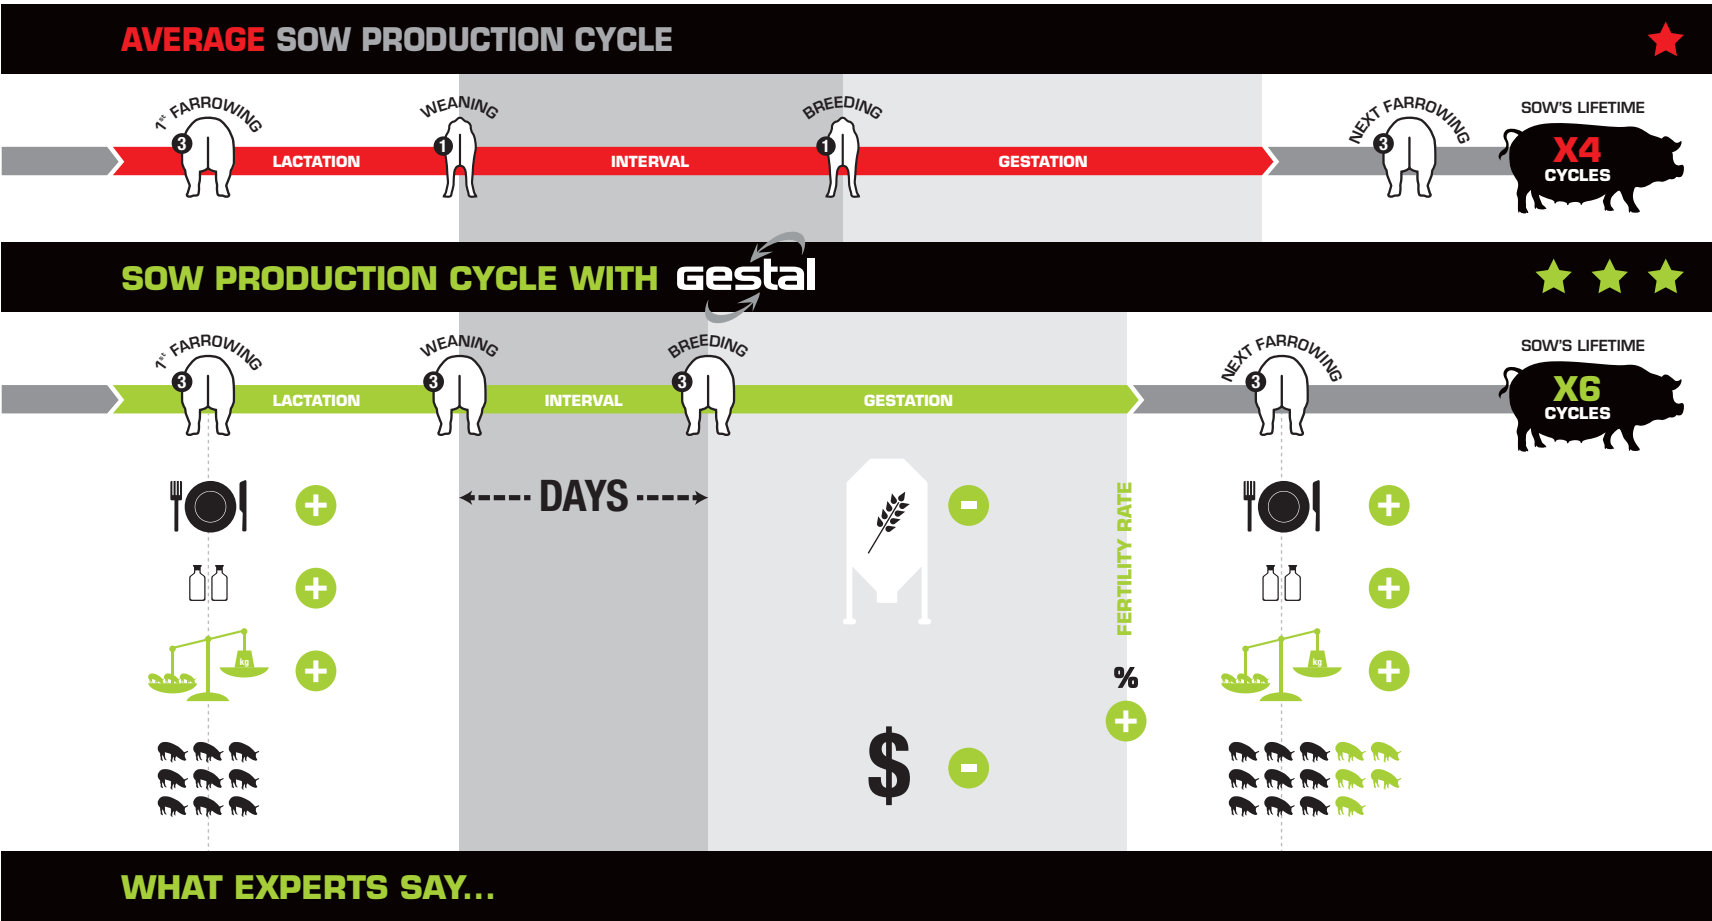 AVERAGE SOW PRODUCTION CYCLE
1st FARROWING
WEANING
BREEDING
NEXT FARROWING
SOW'S LIFETIME
3
LACTATION
1
INTERVAL
1
GESTATION
3
X4
CYCLES
SOW PRODUCTION CYCLE WITH Gestal
1st FARROWING
WEANING
BREEDING
NEXT FARROWING
SOW'S LIFETIME
3
LACTATION
3
INTERVAL
3
GESTATION
3
X6
CYCLES
DAYS
FERTILITY RATE
kg
kg
%
$
WHAT EXPERTS SAY...